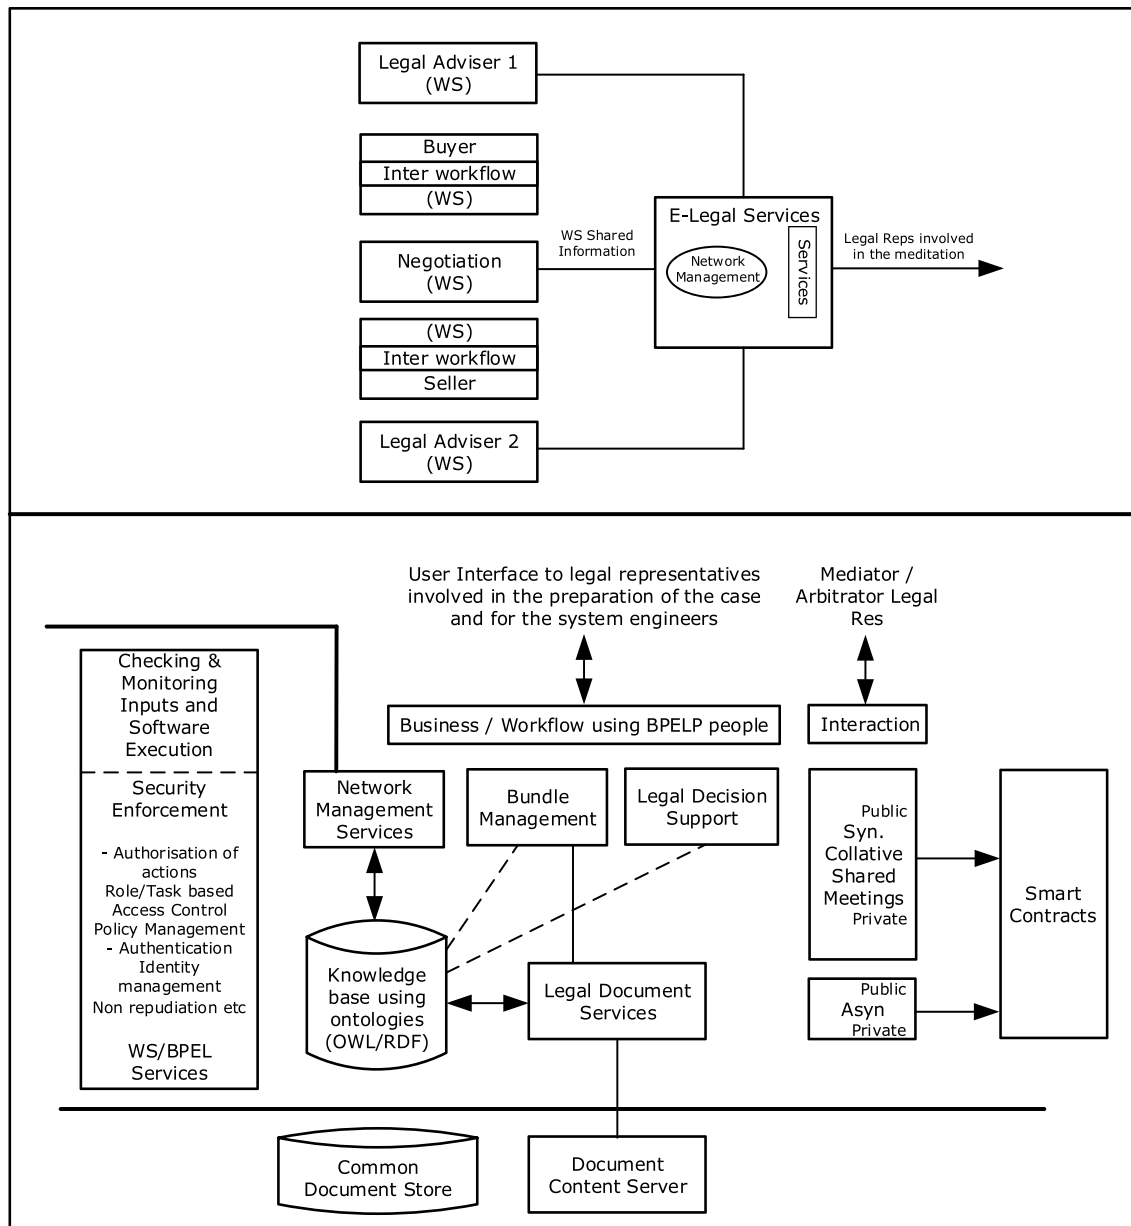 Legal Adviser 1
(WS)
Buyer
Inter workflow
(WS)
Negotiation
(WS)
(WS)
Inter workflow
Seller
Legal Adviser 2
(WS)
WS Shared
Information
E-Legal Services
Network
Management
Services
Legal Reps involved
in the meditation
User Interface to legal representatives
involved in the preparation of the case
and for the system engineers
Mediator /
Arbitrator Legal
Res
Business / Workflow using BPELP people
Interaction
Checking &
Monitoring
Inputs and
Software
Execution
Security
Enforcement
- Authorisation of
actions
Role/Task based
Access Control
Policy Management
- Authentication
Identity
management
Non repudiation etc
WS/BPEL
Services
Network
Management
Services
Bundle
Management
Legal Decision
Support
Knowledge
base using
ontologies
(OWL/RDF)
Legal Document
Services
Public
Syn.
Collative
Shared
Meetings
Private
Public
Asyn
Private
Smart
Contracts
Common
Document Store
Document
Content Server